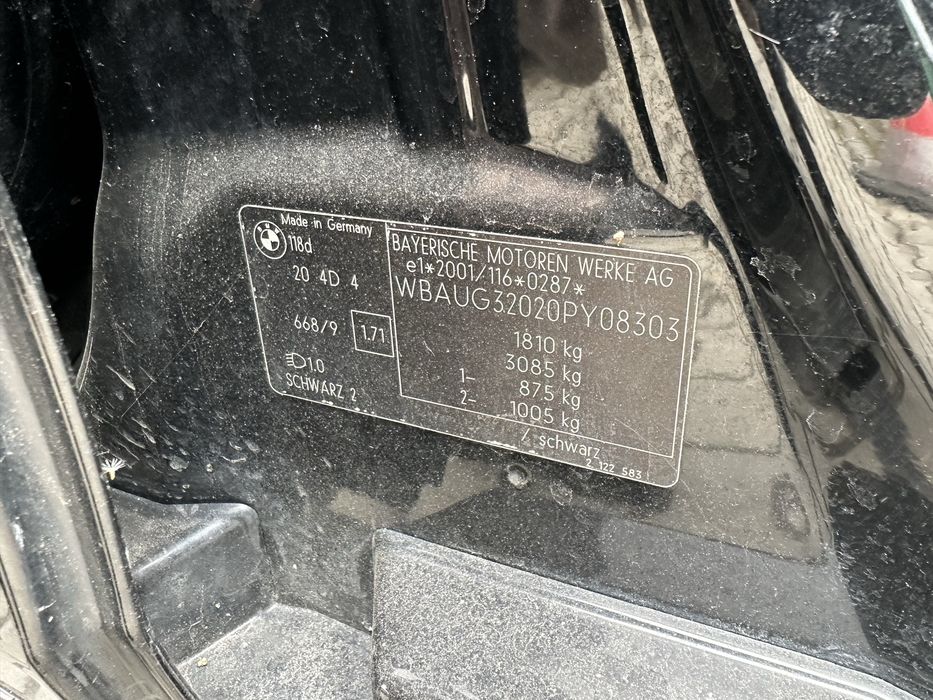 BMW
Made in Germany
118d
20 4D 4
668/9 1.71
1.0
SCHWARZ 2
BAYERISCHE MOTOREN WERKE AG
e1*2001/116*0287*
WBAUG32020PY08303
1810 kg
3085 kg
1- 875 kg
2- 1005 kg
/ schwarz
2 122 583